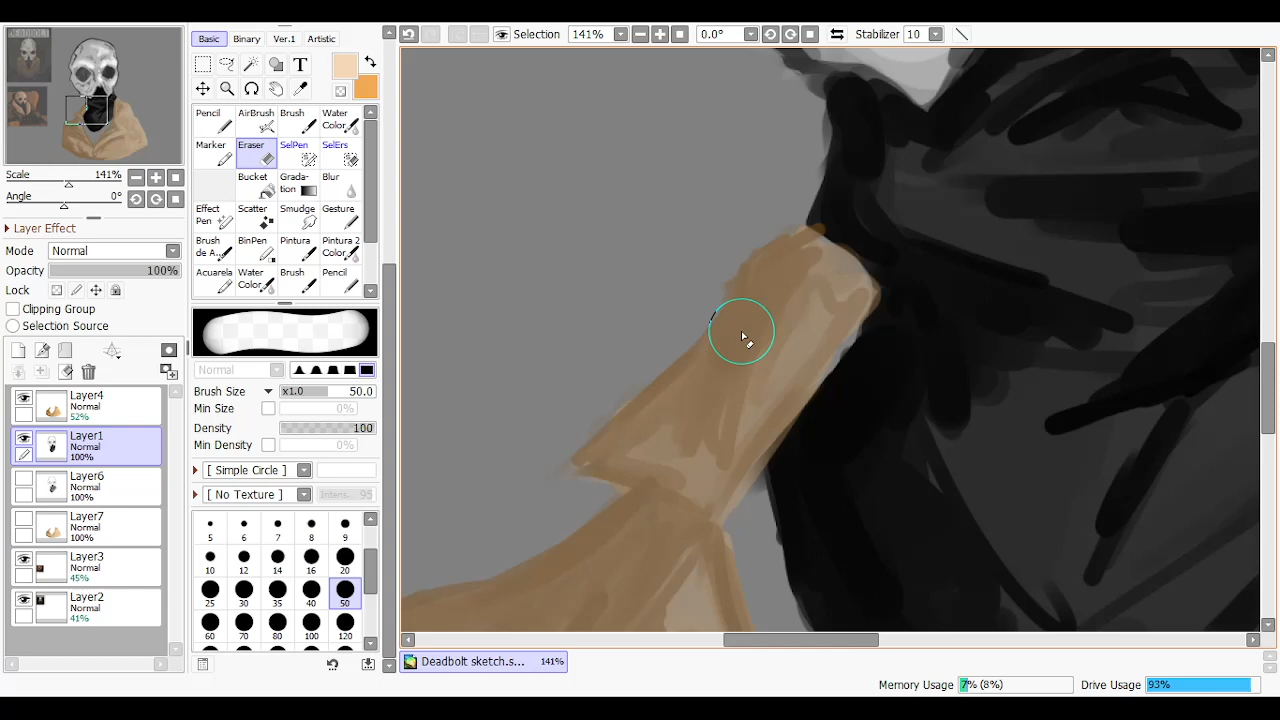 DEADBOLT
Basic Binary Ver.1 Artistic
Selection 141% 0.0° Stabilizer 10
T
Scale 141%
Angle 0°
Layer Effect
Mode Normal
Opacity 100%
Lock
Clipping Group
Selection Source
Layer4
Normal
52%
Layer1
Normal
100%
Layer6
Normal
100%
Layer7
Normal
100%
Layer3
Normal
45%
Layer2
Normal
41%
Pencil AirBrush Brush Water Color
Marker Eraser SelPen SelErs
Bucket Grada-tion Blur
Effect Pen Scatter Smudge Gesture
Brush de A... BinPen Pintura Pintura 2 Color
Acuarela Water Color Brush Pencil
Normal
Brush Size x1.0 50.0
Min Size 0%
Density 100
Min Density 0%
[ Simple Circle ]
[ No Texture ] Intens... 95
5 6 7 8 9
10 12 14 16 20
25 30 35 40 50
60 70 80 100 120
Deadbolt sketch.s... 141%
Memory Usage 7% (8%) Drive Usage 93%